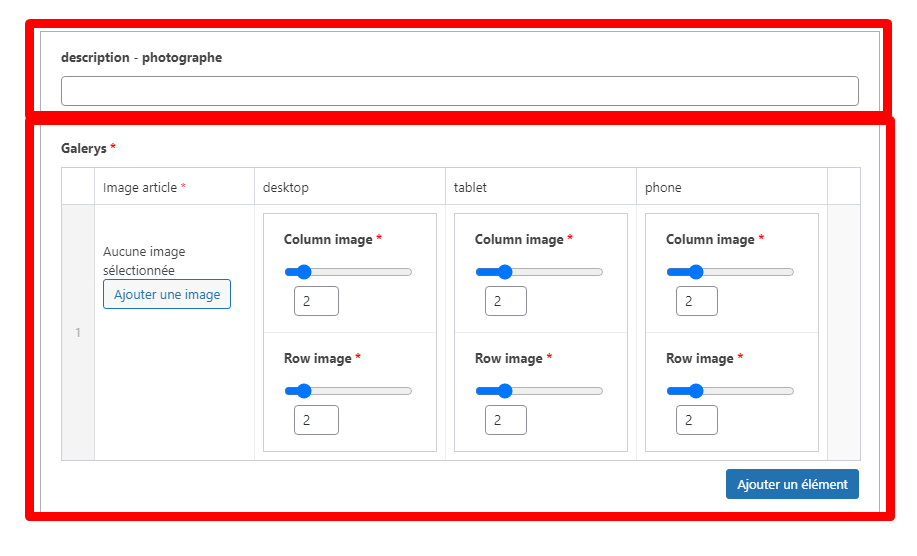 description - photographe
Galerys *
Image article * desktop tablet phone
Column image * Column image * Column image *
Aucune image
sélectionnée
Ajouter une image
2 2 2
1
Row image * Row image * Row image *
2 2 2
Ajouter un élément